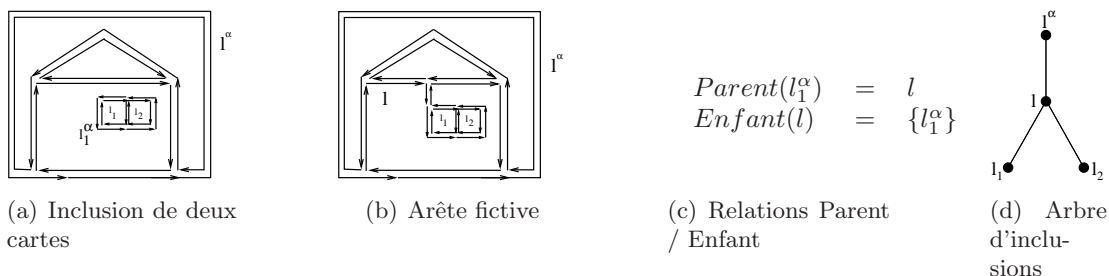 l^α
l_1 l_2
l_1^α
(a) Inclusion de deux
cartes
l^α
l
l_1 l_2
(b) Arête fictive
Parent(l_1^α) = l
Enfant(l) = {l_1^α}
(c) Relations Parent
/ Enfant
l^α
l
l_1 l_2
(d) Arbre
d'inclu-
sions